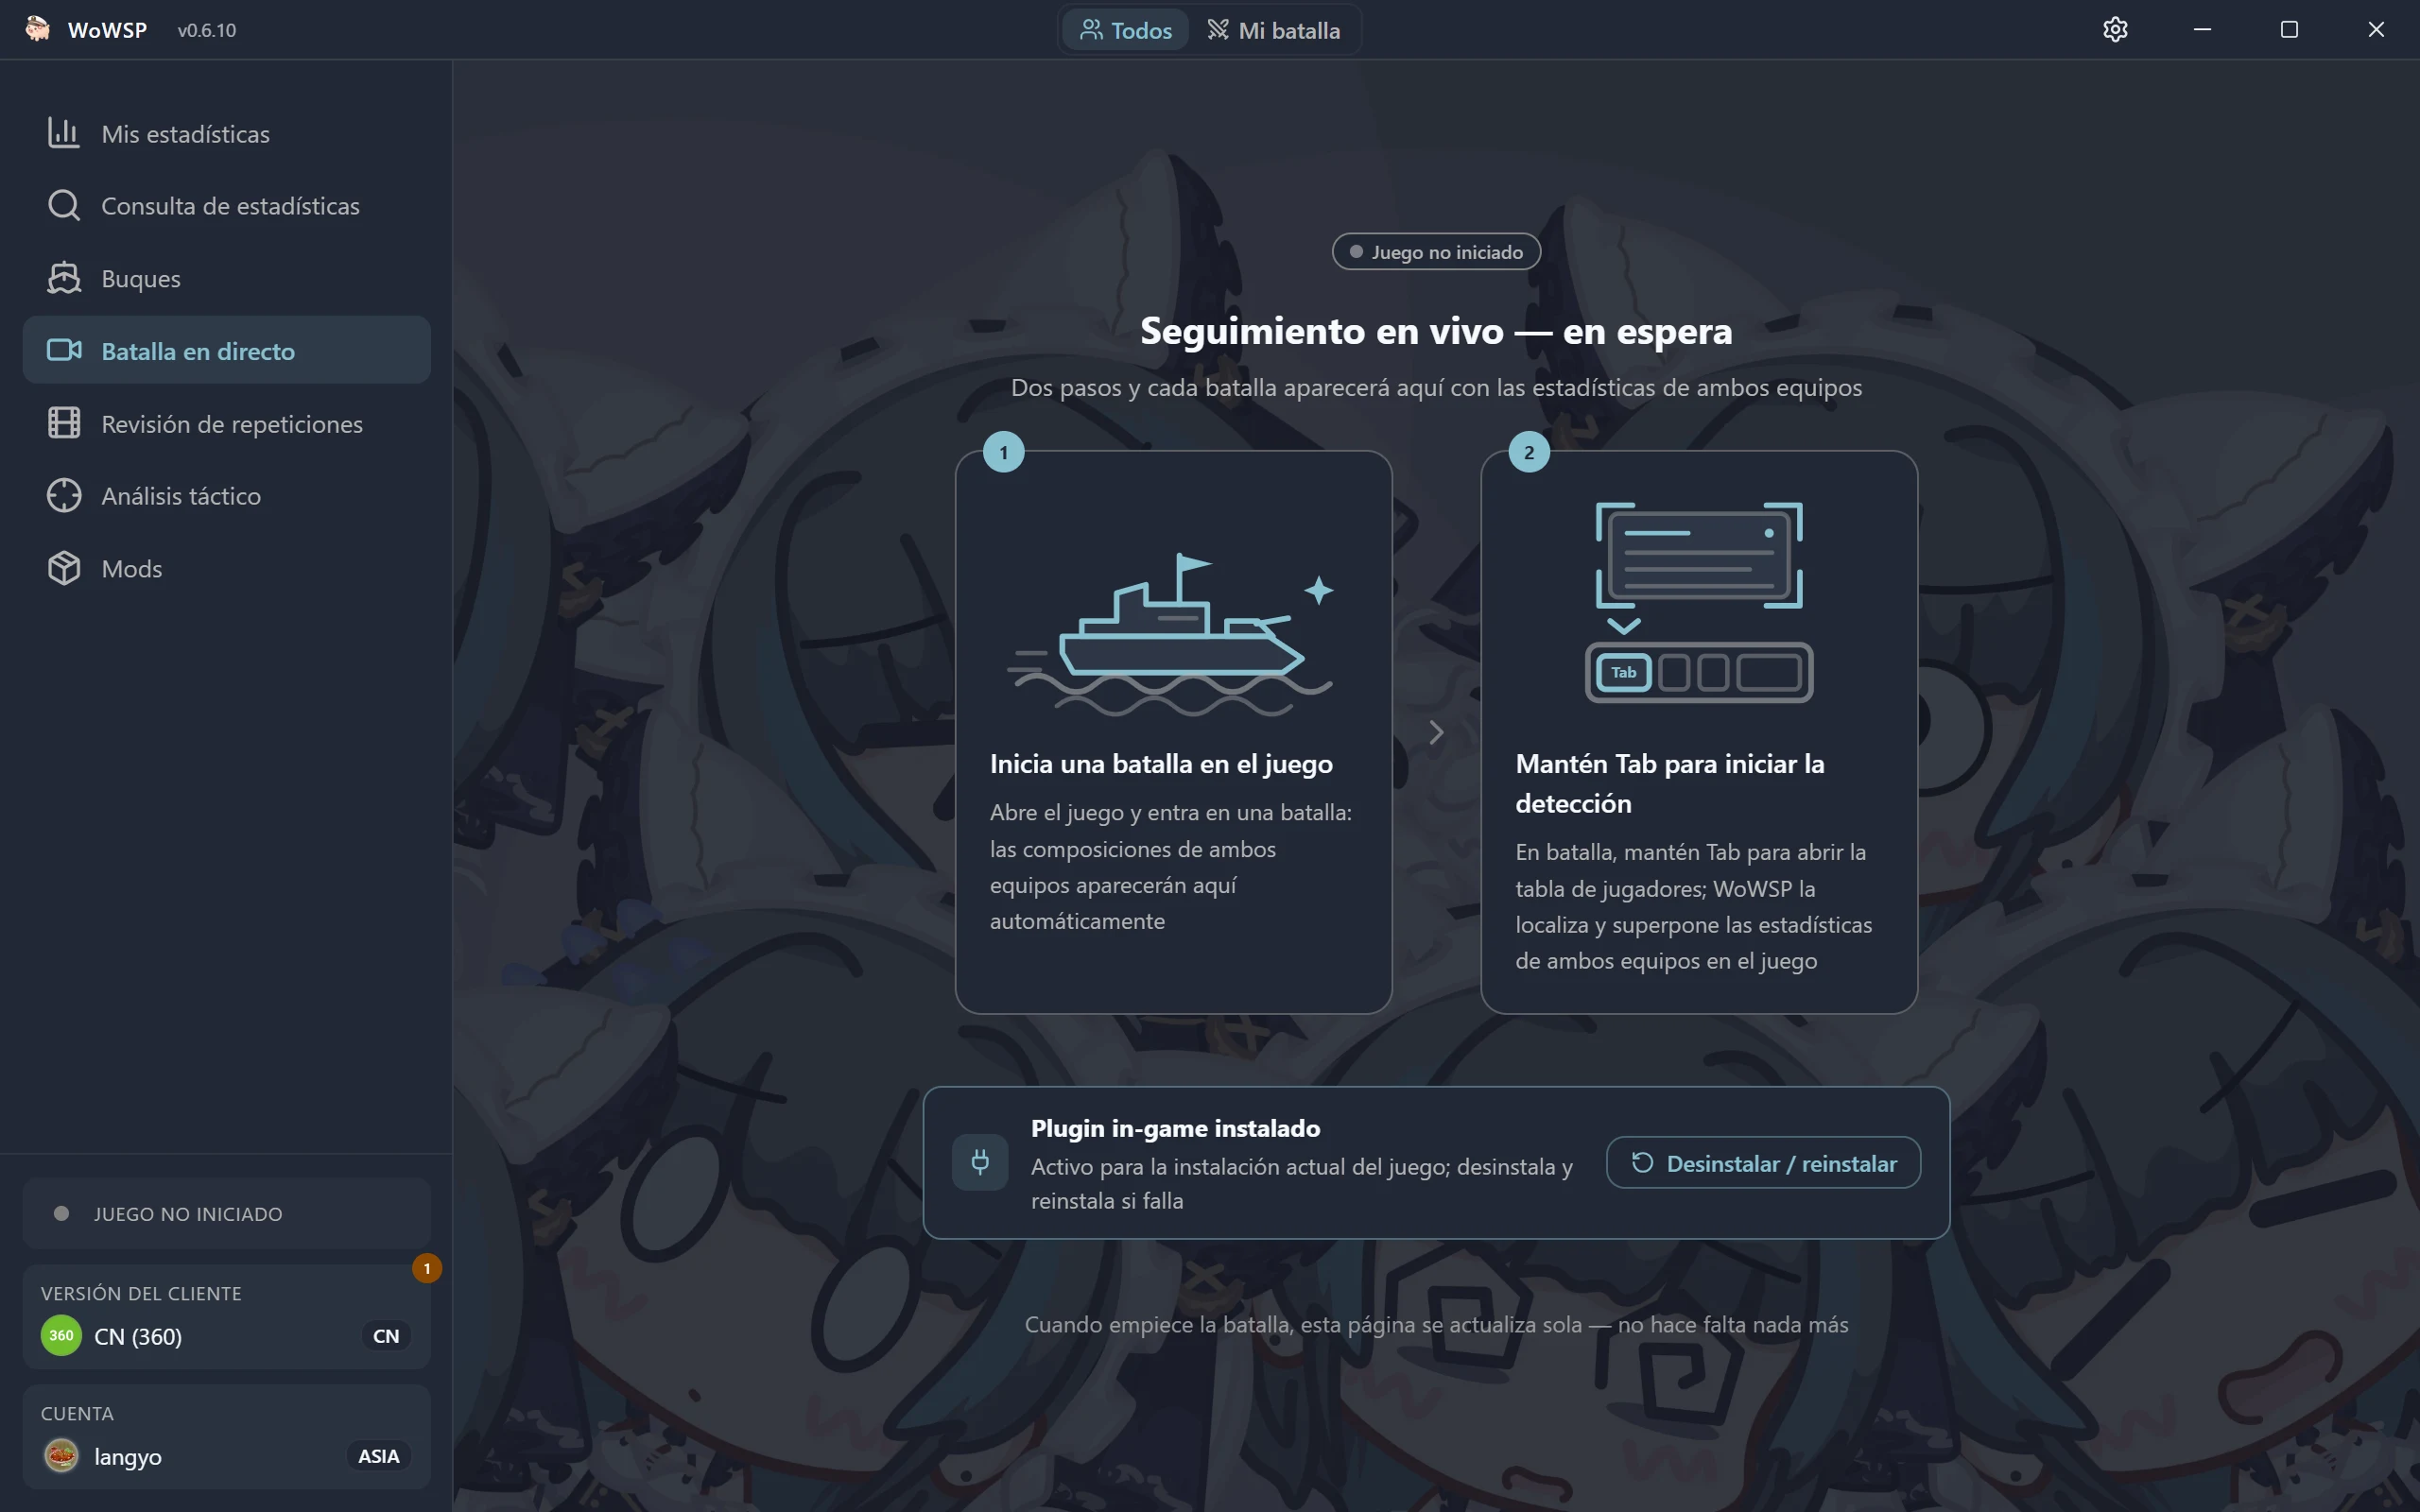 WoWSP v0.6.10
Todos
Mi batalla
Mis estadísticas
Consulta de estadísticas
Buques
Batalla en directo
Revisión de repeticiones
Análisis táctico
Mods
JUEGO NO INICIADO
1
VERSIÓN DEL CLIENTE
360 CN (360) CN
CUENTA
langyo ASIA
Juego no iniciado
Seguimiento en vivo — en espera
Dos pasos y cada batalla aparecerá aquí con las estadísticas de ambos equipos
1
Inicia una batalla en el juego
Abre el juego y entra en una batalla:
las composiciones de ambos
equipos aparecerán aquí
automáticamente
2
Tab
Mantén Tab para iniciar la
detección
En batalla, mantén Tab para abrir la
tabla de jugadores; WoWSP la
localiza y superpone las estadísticas
de ambos equipos en el juego
Plugin in-game instalado
Activo para la instalación actual del juego; desinstala y
reinstala si falla
Desinstalar / reinstalar
Cuando empiece la batalla, esta página se actualiza sola — no hace falta nada más